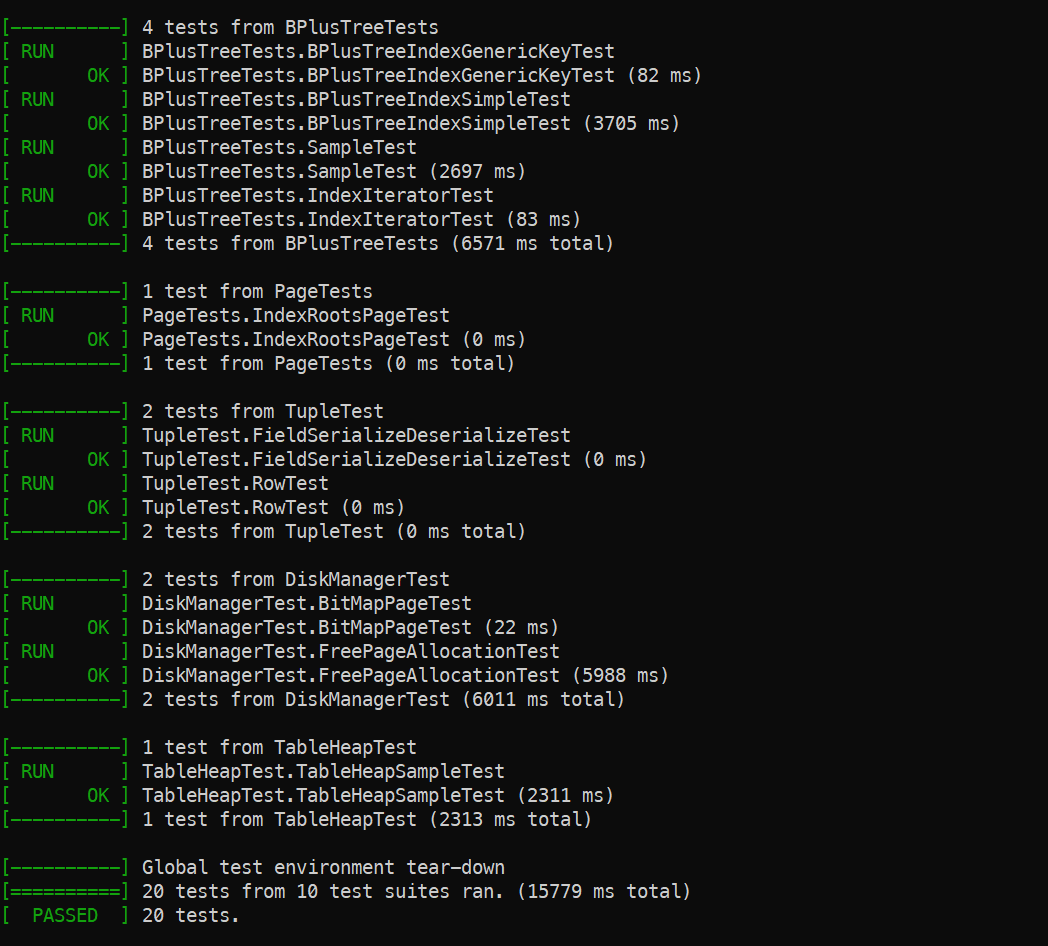 [----------] 4 tests from BPlusTreeTests
[ RUN      ] BPlusTreeTests.BPlusTreeIndexGenericKeyTest
[       OK ] BPlusTreeTests.BPlusTreeIndexGenericKeyTest (82 ms)
[ RUN      ] BPlusTreeTests.BPlusTreeIndexSimpleTest
[       OK ] BPlusTreeTests.BPlusTreeIndexSimpleTest (3705 ms)
[ RUN      ] BPlusTreeTests.SampleTest
[       OK ] BPlusTreeTests.SampleTest (2697 ms)
[ RUN      ] BPlusTreeTests.IndexIteratorTest
[       OK ] BPlusTreeTests.IndexIteratorTest (83 ms)
[----------] 4 tests from BPlusTreeTests (6571 ms total)

[----------] 1 test from PageTests
[ RUN      ] PageTests.IndexRootsPageTest
[       OK ] PageTests.IndexRootsPageTest (0 ms)
[----------] 1 test from PageTests (0 ms total)

[----------] 2 tests from TupleTest
[ RUN      ] TupleTest.FieldSerializeDeserializeTest
[       OK ] TupleTest.FieldSerializeDeserializeTest (0 ms)
[ RUN      ] TupleTest.RowTest
[       OK ] TupleTest.RowTest (0 ms)
[----------] 2 tests from TupleTest (0 ms total)

[----------] 2 tests from DiskManagerTest
[ RUN      ] DiskManagerTest.BitMapPageTest
[       OK ] DiskManagerTest.BitMapPageTest (22 ms)
[ RUN      ] DiskManagerTest.FreePageAllocationTest
[       OK ] DiskManagerTest.FreePageAllocationTest (5988 ms)
[----------] 2 tests from DiskManagerTest (6011 ms total)

[----------] 1 test from TableHeapTest
[ RUN      ] TableHeapTest.TableHeapSampleTest
[       OK ] TableHeapTest.TableHeapSampleTest (2311 ms)
[----------] 1 test from TableHeapTest (2313 ms total)

[----------] Global test environment tear-down
[==========] 20 tests from 10 test suites ran. (15779 ms total)
[  PASSED  ] 20 tests.